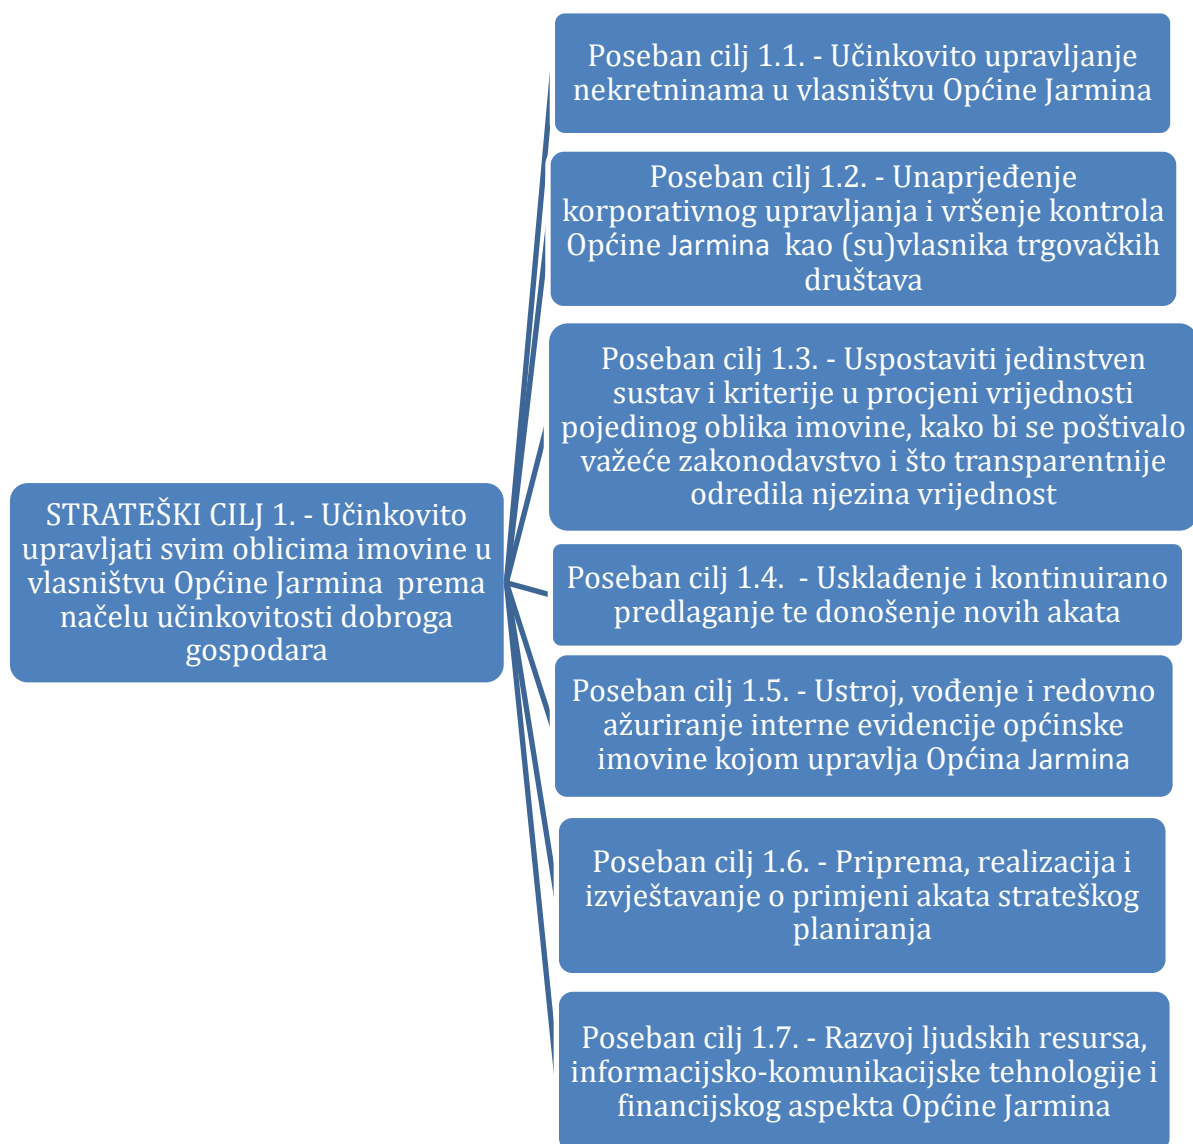 STRATEŠKI CILJ 1. - Učinkovito
upravljati svim oblicima imovine u
vlasništvu Općine Jarmina  prema
načelu učinkovitosti dobroga
gospodara
Poseban cilj 1.1. - Učinkovito upravljanje
nekretninama u vlasništvu Općine Jarmina
Poseban cilj 1.2. - Unaprjeđenje
korporativnog upravljanja i vršenje kontrola
Općine Jarmina  kao (su)vlasnika trgovačkih
društava
Poseban cilj 1.3. - Uspostaviti jedinstven
sustav i kriterije u procjeni vrijednosti
pojedinog oblika imovine, kako bi se poštivalo
važeće zakonodavstvo i što transparentnije
odredila njezina vrijednost
Poseban cilj 1.4.  - Usklađenje i kontinuirano
predlaganje te donošenje novih akata
Poseban cilj 1.5. - Ustroj, vođenje i redovno
ažuriranje interne evidencije općinske
imovine kojom upravlja Općina Jarmina
Poseban cilj 1.6. - Priprema, realizacija i
izvještavanje o primjeni akata strateškog
planiranja
Poseban cilj 1.7. - Razvoj ljudskih resursa,
informacijsko-komunikacijske tehnologije i
financijskog aspekta Općine Jarmina